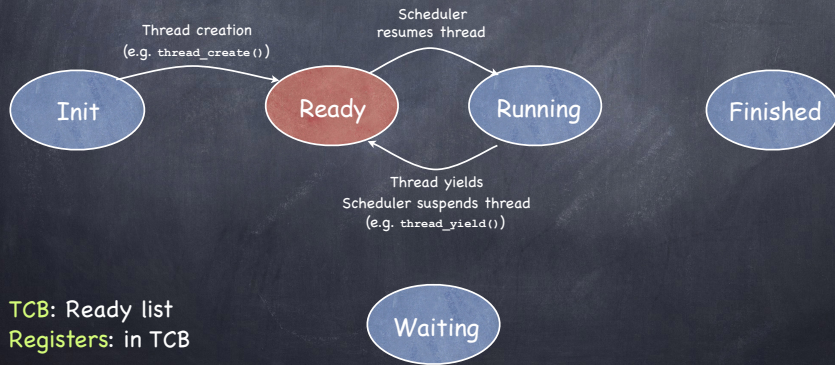 Thread creation
(e.g. thread_create())
Scheduler
resumes thread
Init
Ready
Running
Finished
Thread yields
Scheduler suspends thread
(e.g. thread_yield())
TCB: Ready list
Registers: in TCB
Waiting